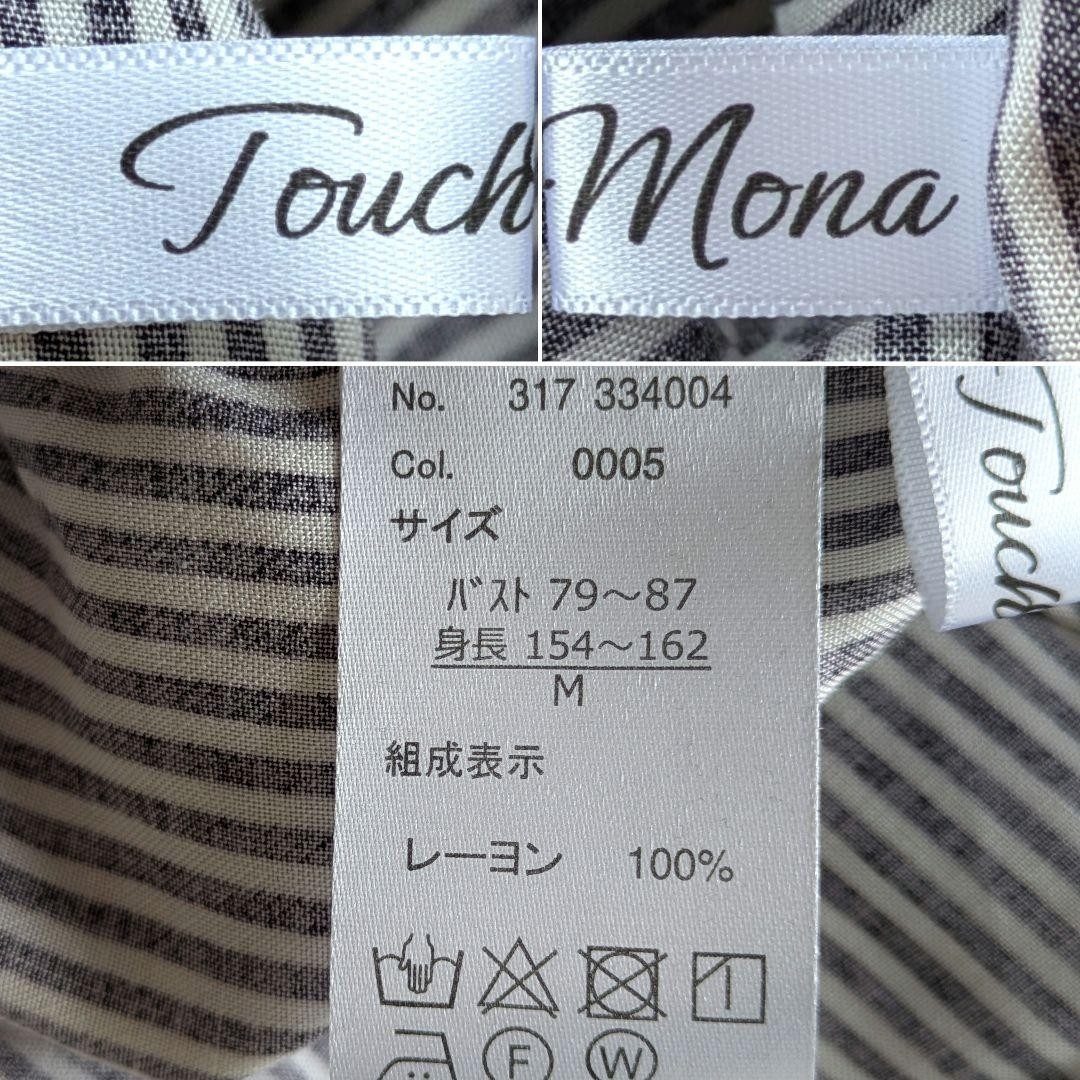 Touch
Mona
No. 317 334004
Col. 0005
サイズ
バスト 79～87
身長 154～162
M
組成表示
レーヨン 100%
F W
Touch